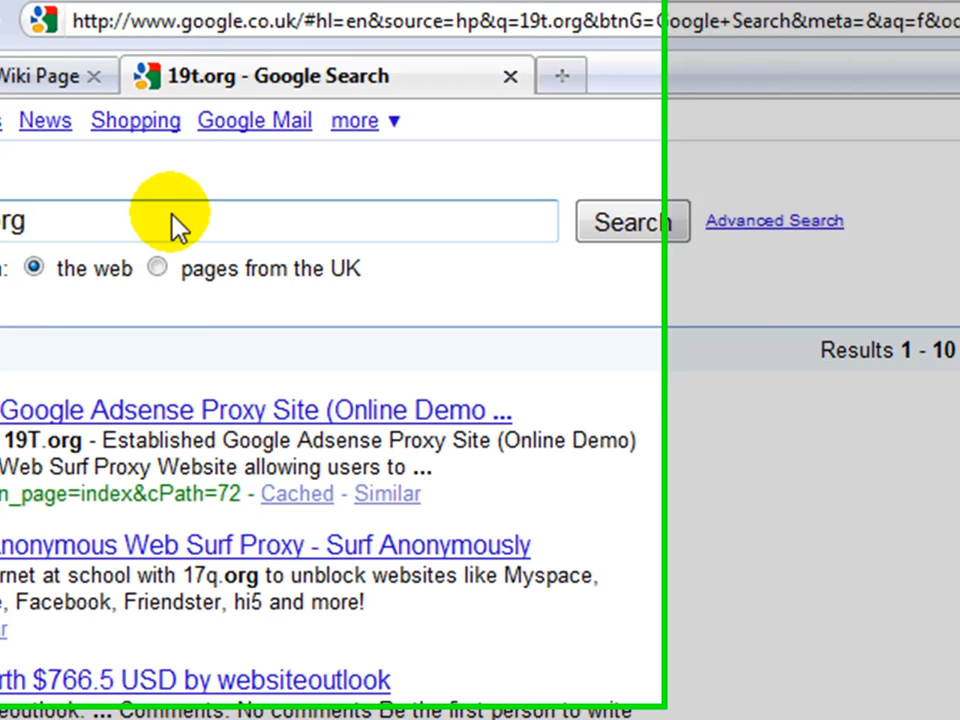 http://www.google.co.uk/#hl=en&source=hp&q=19t.org&btnG=Google+Search&meta=&aq=f&oq
Wiki Page
19t.org - Google Search
News Shopping Google Mail more ▼
rg Search Advanced Search
: the web pages from the UK
Results 1 - 10
Google Adsense Proxy Site (Online Demo ...
19T.org - Established Google Adsense Proxy Site (Online Demo)
Web Surf Proxy Website allowing users to ...
n_page=index&cPath=72 - Cached - Similar
nonymous Web Surf Proxy - Surf Anonymously
rnet at school with 17q.org to unblock websites like Myspace,
, Facebook, Friendster, hi5 and more!
r
rth $766.5 USD by websiteoutlook
eoutlook. ... Comments. No comments Be the first person to write